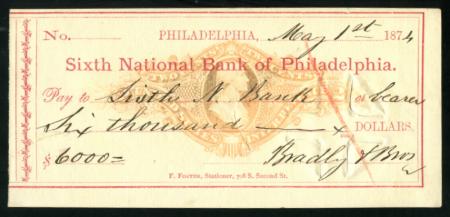 No. PHILADELPHIA, May 1st 1874
Sixth National Bank of Philadelphia.
Pay to Sixth N. Bank or bearer
Six thousand x DOLLARS.
$6000= Bradly & Bros
F. FOSTER, Stationer, 708 S. Second St.